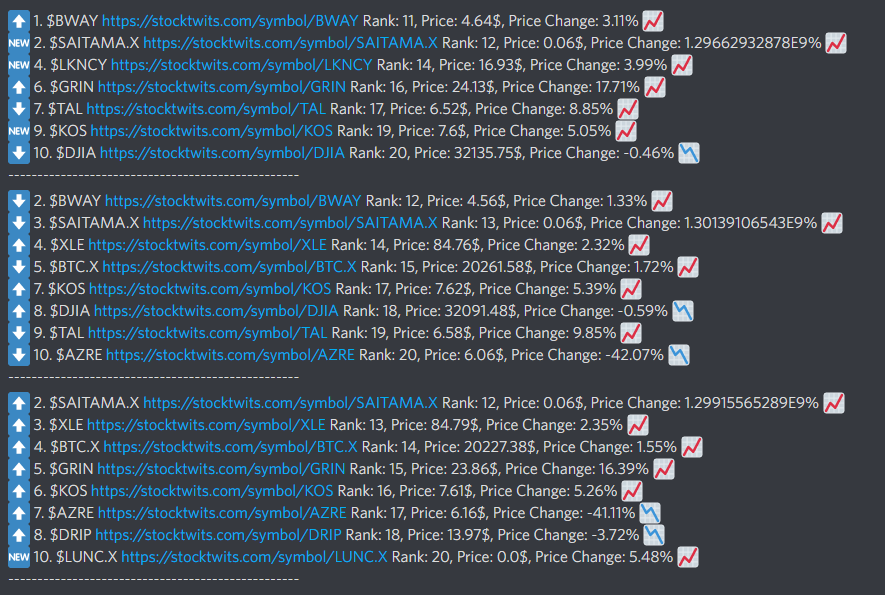 1. $BWAY https://stocktwits.com/symbol/BWAY Rank: 11, Price: 4.64$, Price Change: 3.11%
NEW 2. $SAITAMA.X https://stocktwits.com/symbol/SAITAMA.X Rank: 12, Price: 0.06$, Price Change: 1.29662932878E9%
NEW 4. $LKNCY https://stocktwits.com/symbol/LKNCY Rank: 14, Price: 16.93$, Price Change: 3.99%
6. $GRIN https://stocktwits.com/symbol/GRIN Rank: 16, Price: 24.13$, Price Change: 17.71%
7. $TAL https://stocktwits.com/symbol/TAL Rank: 17, Price: 6.52$, Price Change: 8.85%
NEW 9. $KOS https://stocktwits.com/symbol/KOS Rank: 19, Price: 7.6$, Price Change: 5.05%
10. $DJIA https://stocktwits.com/symbol/DJIA Rank: 20, Price: 32135.75$, Price Change: -0.46%
--------------------------------------------------
2. $BWAY https://stocktwits.com/symbol/BWAY Rank: 12, Price: 4.56$, Price Change: 1.33%
3. $SAITAMA.X https://stocktwits.com/symbol/SAITAMA.X Rank: 13, Price: 0.06$, Price Change: 1.30139106543E9%
4. $XLE https://stocktwits.com/symbol/XLE Rank: 14, Price: 84.76$, Price Change: 2.32%
5. $BTC.X https://stocktwits.com/symbol/BTC.X Rank: 15, Price: 20261.58$, Price Change: 1.72%
7. $KOS https://stocktwits.com/symbol/KOS Rank: 17, Price: 7.62$, Price Change: 5.39%
8. $DJIA https://stocktwits.com/symbol/DJIA Rank: 18, Price: 32091.48$, Price Change: -0.59%
9. $TAL https://stocktwits.com/symbol/TAL Rank: 19, Price: 6.58$, Price Change: 9.85%
10. $AZRE https://stocktwits.com/symbol/AZRE Rank: 20, Price: 6.06$, Price Change: -42.07%
--------------------------------------------------
2. $SAITAMA.X https://stocktwits.com/symbol/SAITAMA.X Rank: 12, Price: 0.06$, Price Change: 1.29915565289E9%
3. $XLE https://stocktwits.com/symbol/XLE Rank: 13, Price: 84.79$, Price Change: 2.35%
4. $BTC.X https://stocktwits.com/symbol/BTC.X Rank: 14, Price: 20227.38$, Price Change: 1.55%
5. $GRIN https://stocktwits.com/symbol/GRIN Rank: 15, Price: 23.86$, Price Change: 16.39%
6. $KOS https://stocktwits.com/symbol/KOS Rank: 16, Price: 7.61$, Price Change: 5.26%
7. $AZRE https://stocktwits.com/symbol/AZRE Rank: 17, Price: 6.16$, Price Change: -41.11%
8. $DRIP https://stocktwits.com/symbol/DRIP Rank: 18, Price: 13.97$, Price Change: -3.72%
NEW 10. $LUNC.X https://stocktwits.com/symbol/LUNC.X Rank: 20, Price: 0.0$, Price Change: 5.48%
--------------------------------------------------